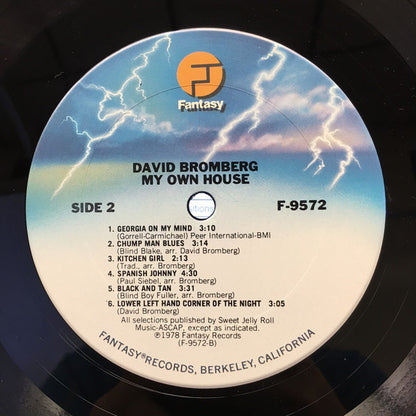 Fantasy
DAVID BROMBERG
MY OWN HOUSE
SIDE 2
F-9572
1. GEORGIA ON MY MIND 3:10
(Gorrell-Carmichael) Peer International-BMI
2. CHUMP MAN BLUES 3:14
(Blind Blake, arr. David Bromberg)
3. KITCHEN GIRL 2:13
(Trad., arr. Bromberg)
4. SPANISH JOHNNY 4:30
(Paul Siebel, arr. Bromberg)
5. BLACK AND TAN 3:31
(Blind Boy Fuller, arr. Bromberg)
6. LOWER LEFT HAND CORNER OF THE NIGHT 3:05
(David Bromberg)
All selections published by Sweet Jelly Roll
Music-ASCAP, except as indicated.
℗1978 Fantasy Records
(F-9572-B)
FANTASY® RECORDS, BERKELEY, CALIFORNIA